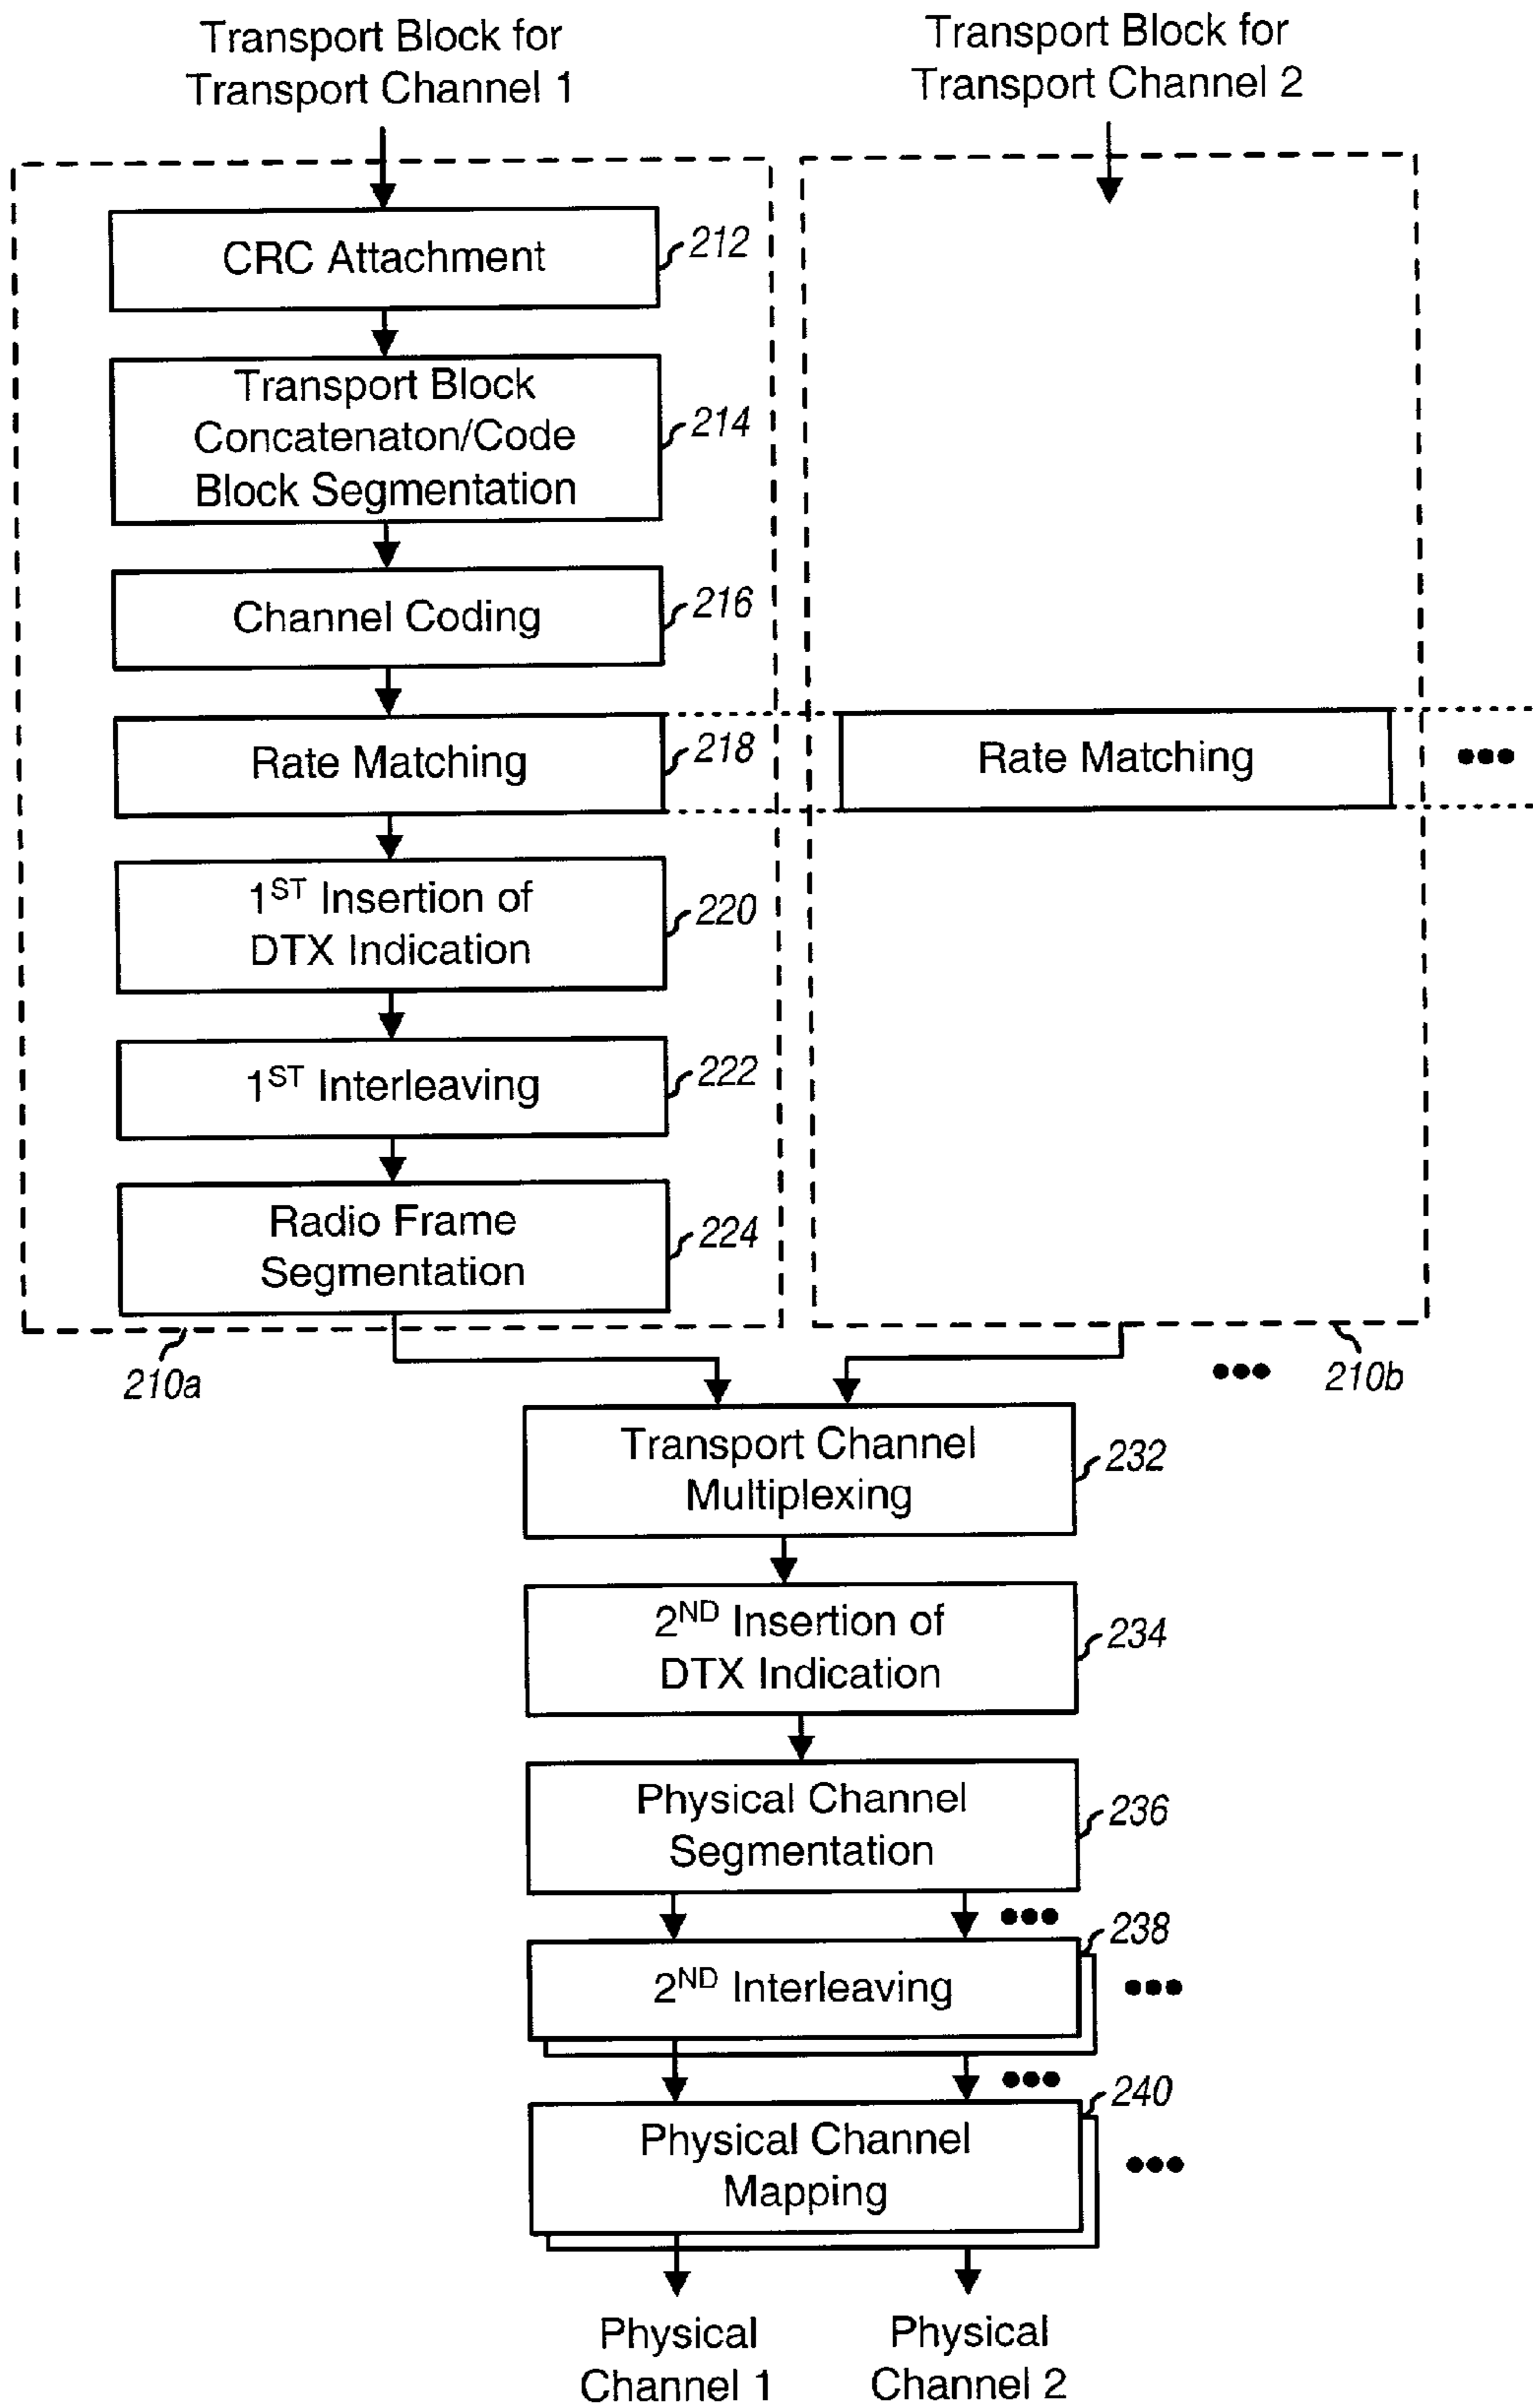 Transport Block for
Transport Channel 1
Transport Block for
Transport Channel 2
CRC Attachment
212
Transport Block
Concatenaton/Code
Block Segmentation
214
Channel Coding
216
Rate Matching
218
Rate Matching
1ST Insertion of
DTX Indication
220
1ST Interleaving
222
Radio Frame
Segmentation
224
210a
210b
Transport Channel
Multiplexing
232
2ND Insertion of
DTX Indication
234
Physical Channel
Segmentation
236
238
2ND Interleaving
240
Physical Channel
Mapping
Physical
Channel 1
Physical
Channel 2